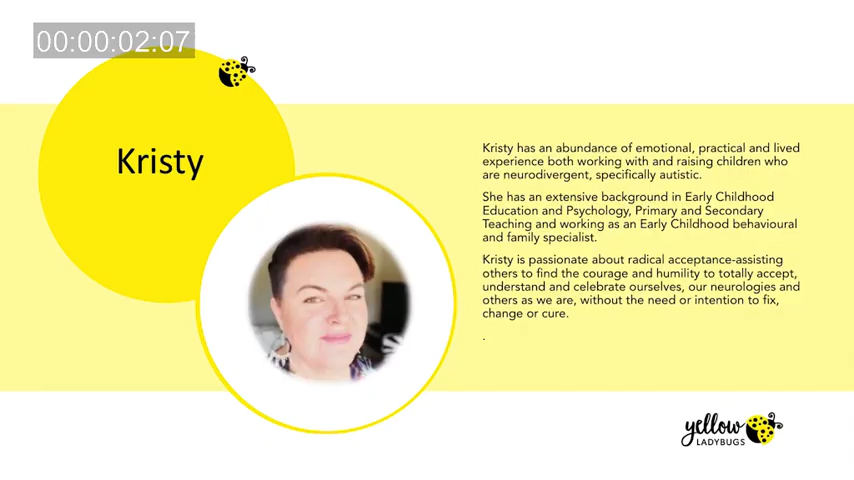 00:00:02:07
Kristy
Kristy has an abundance of emotional, practical and lived
experience both working with and raising children who
are neurodivergent, specifically autistic.
She has an extensive background in Early Childhood
Education and Psychology, Primary and Secondary
Teaching and working as an Early Childhood behavioural
and family specialist.
Kristy is passionate about radical acceptance-assisting
others to find the courage and humility to totally accept,
understand and celebrate ourselves, our neurologies and
others as we are, without the need or intention to fix,
change or cure.
.
yellow
LADYBUGS